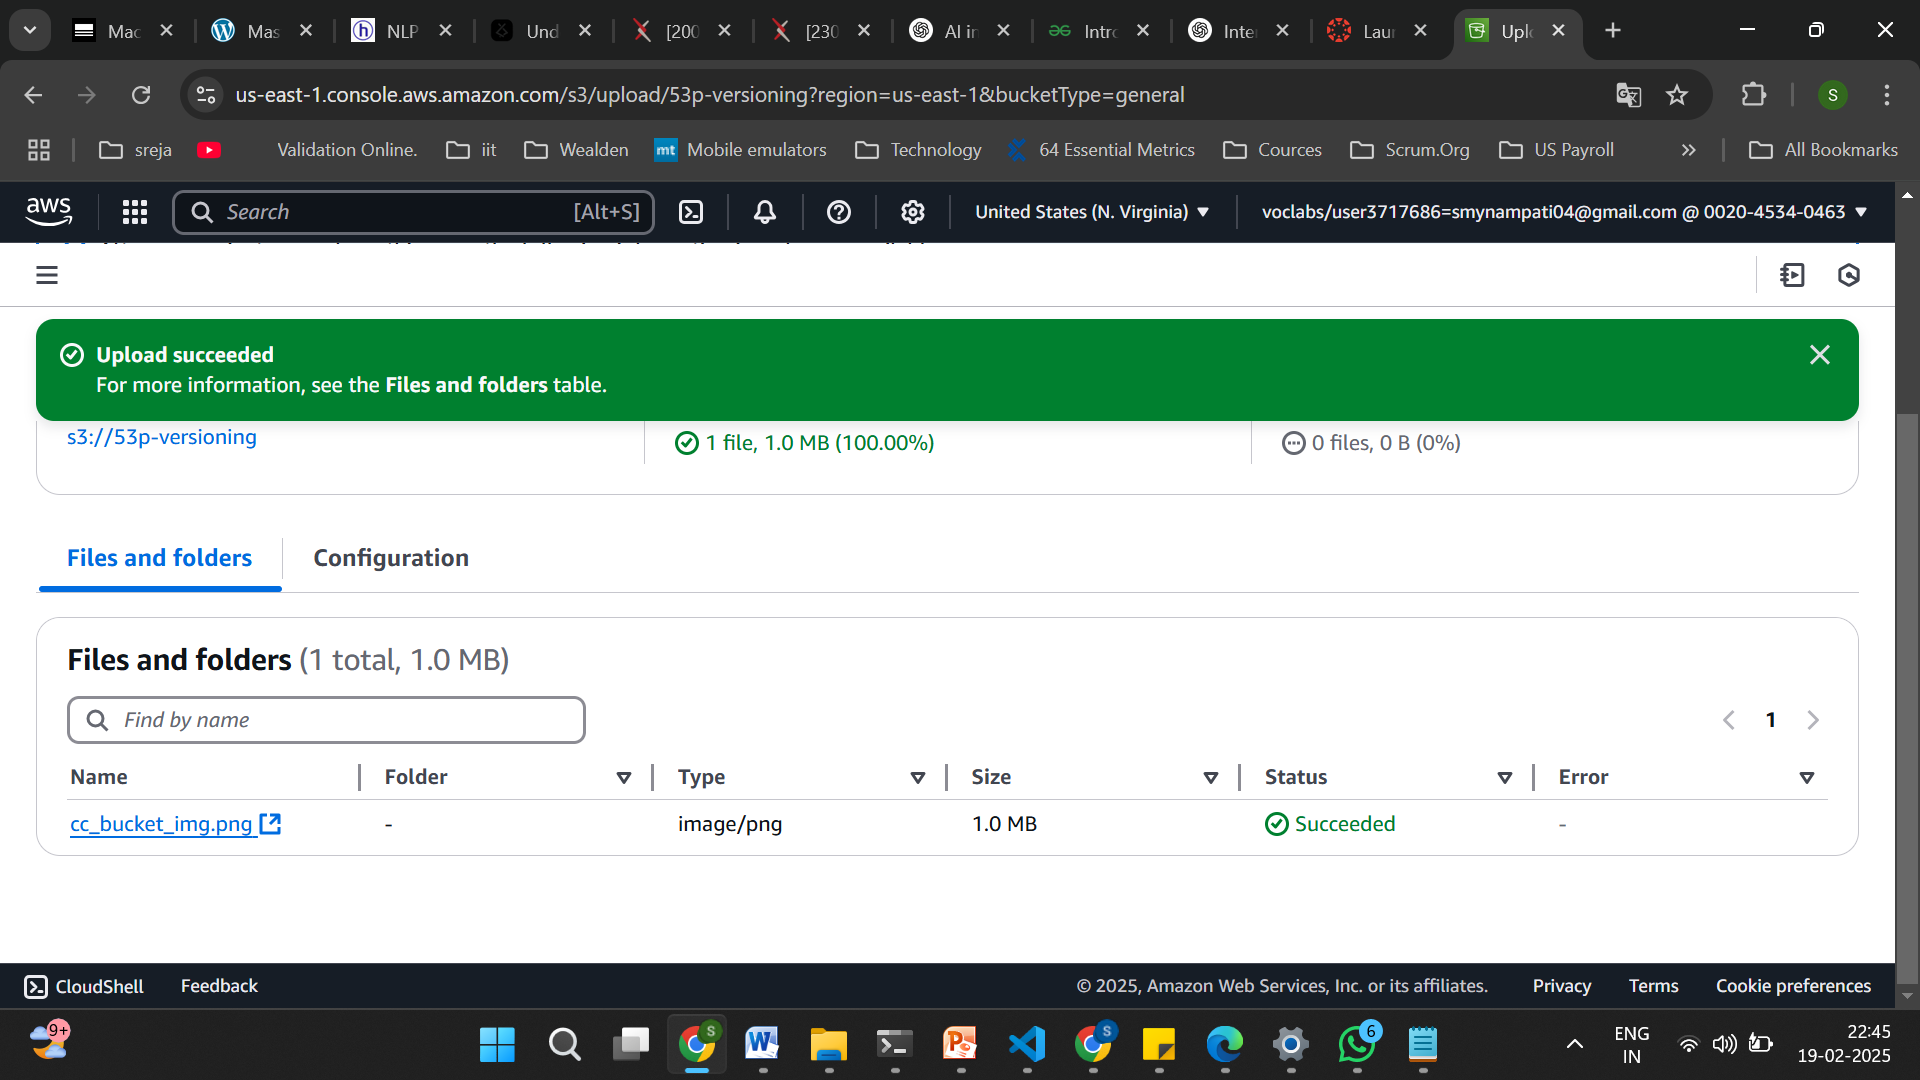 Mac
Mas
NLP
Und
[200
[230
AI in
Intro
Inte
Laun
Uplo
us-east-1.console.aws.amazon.com/s3/upload/53p-versioning?region=us-east-1&bucketType=general
S
sreja
Validation Online.
iit
Wealden
mt
Mobile emulators
Technology
64 Essential Metrics
Cources
Scrum.Org
US Payroll
»
All Bookmarks
aws
Search
[Alt+S]
United States (N. Virginia)
voclabs/user3717686=smynampati04@gmail.com @ 0020-4534-0463
Upload succeeded
For more information, see the Files and folders table.
s3://53p-versioning
1 file, 1.0 MB (100.00%)
0 files, 0 B (0%)
Files and folders
Configuration
Files and folders (1 total, 1.0 MB)
Find by name
1
Name
Folder
Type
Size
Status
Error
cc_bucket_img.png
-
image/png
1.0 MB
Succeeded
-
CloudShell
Feedback
© 2025, Amazon Web Services, Inc. or its affiliates.
Privacy
Terms
Cookie preferences
9+
S
W
P
S
6
ENG
IN
22:45
19-02-2025